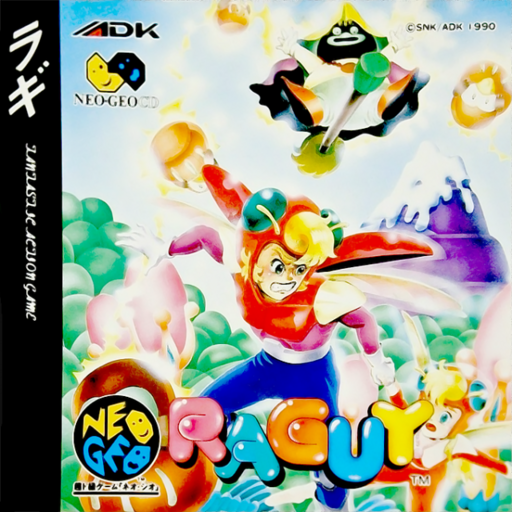 ラギ
FANTASTIC ACTION GAME
ADK
NEO-GEO CD
©SNK/ADK 1990
NEO
GEO
RAGUY
TM